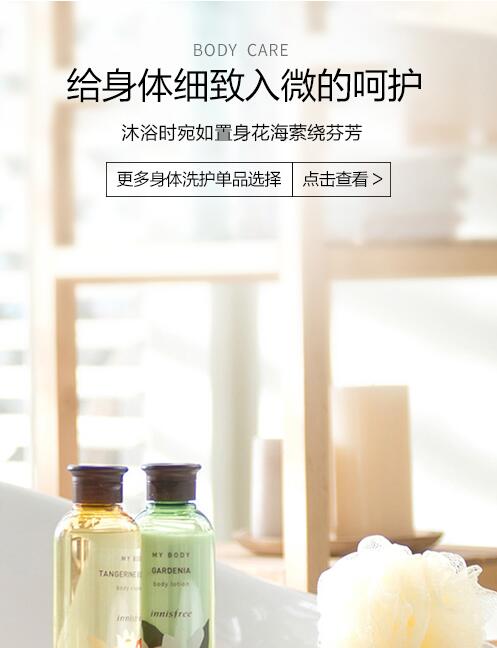 BODY CARE
给身体细致入微的呵护
沐浴时宛如置身花海萦绕芬芳
更多身体洗护单品选择 点击查看 >
MY BODY
GARDENIA
body lotion
innisfree
MY
TANGERINE
body